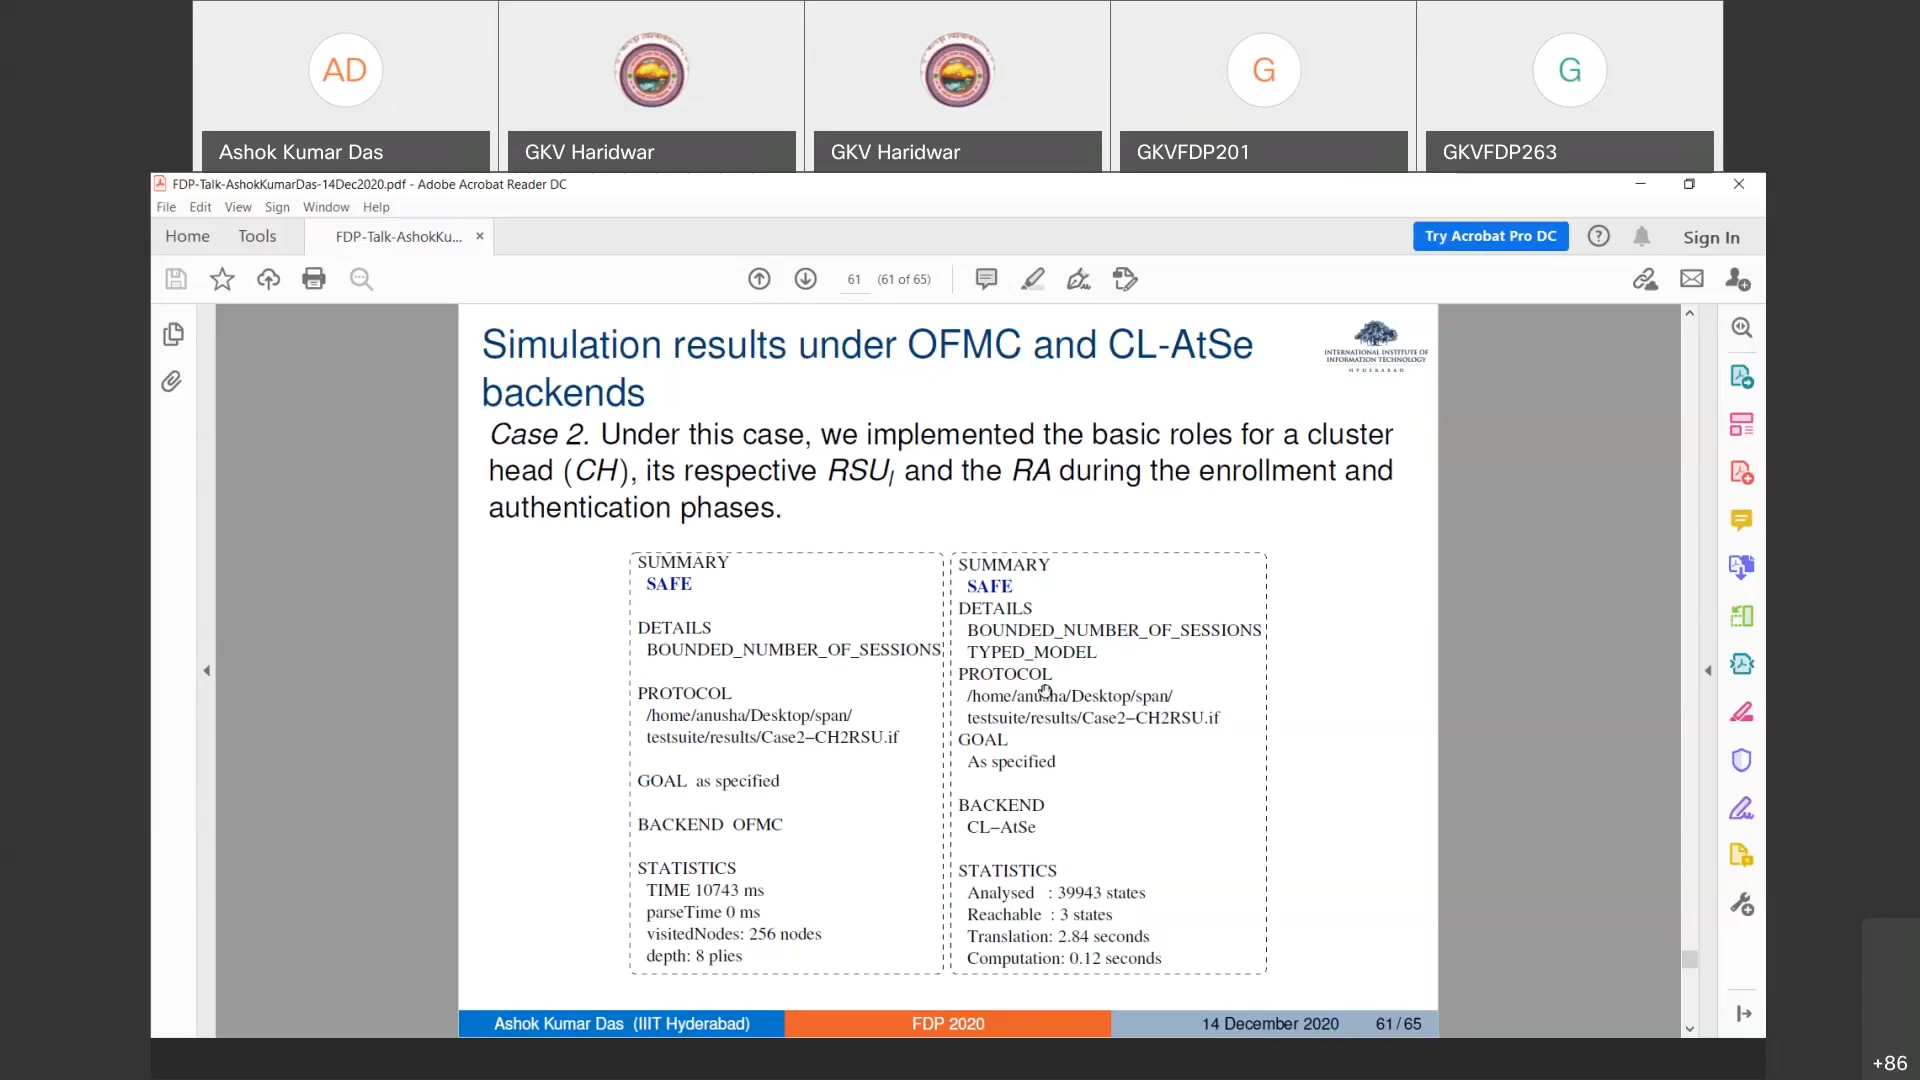 AD
G
G
Ashok Kumar Das
GKV Haridwar
GKV Haridwar
GKVFDP201
GKVFDP263
FDP-Talk-AshokKumarDas-14Dec2020.pdf - Adobe Acrobat Reader DC
File Edit View Sign Window Help
Home Tools FDP-Talk-AshokKu... × Try Acrobat Pro DC Sign In
61 (61 of 65)
Simulation results under OFMC and CL-AtSe
backends
INTERNATIONAL INSTITUTE OF
INFORMATION TECHNOLOGY
HYDERABAD
Case 2. Under this case, we implemented the basic roles for a cluster
head (CH), its respective RSUl and the RA during the enrollment and
authentication phases.
SUMMARY
SAFE
DETAILS
BOUNDED_NUMBER_OF_SESSIONS
PROTOCOL
/home/anusha/Desktop/span/
testsuite/results/Case2−CH2RSU.if
GOAL as specified
BACKEND OFMC
STATISTICS
TIME 10743 ms
parseTime 0 ms
visitedNodes: 256 nodes
depth: 8 plies
SUMMARY
SAFE
DETAILS
BOUNDED_NUMBER_OF_SESSIONS
TYPED_MODEL
PROTOCOL
/home/anusha/Desktop/span/
testsuite/results/Case2−CH2RSU.if
GOAL
As specified
BACKEND
CL−AtSe
STATISTICS
Analysed : 39943 states
Reachable : 3 states
Translation: 2.84 seconds
Computation: 0.12 seconds
Ashok Kumar Das (IIIT Hyderabad) FDP 2020 14 December 2020 61/65
+86